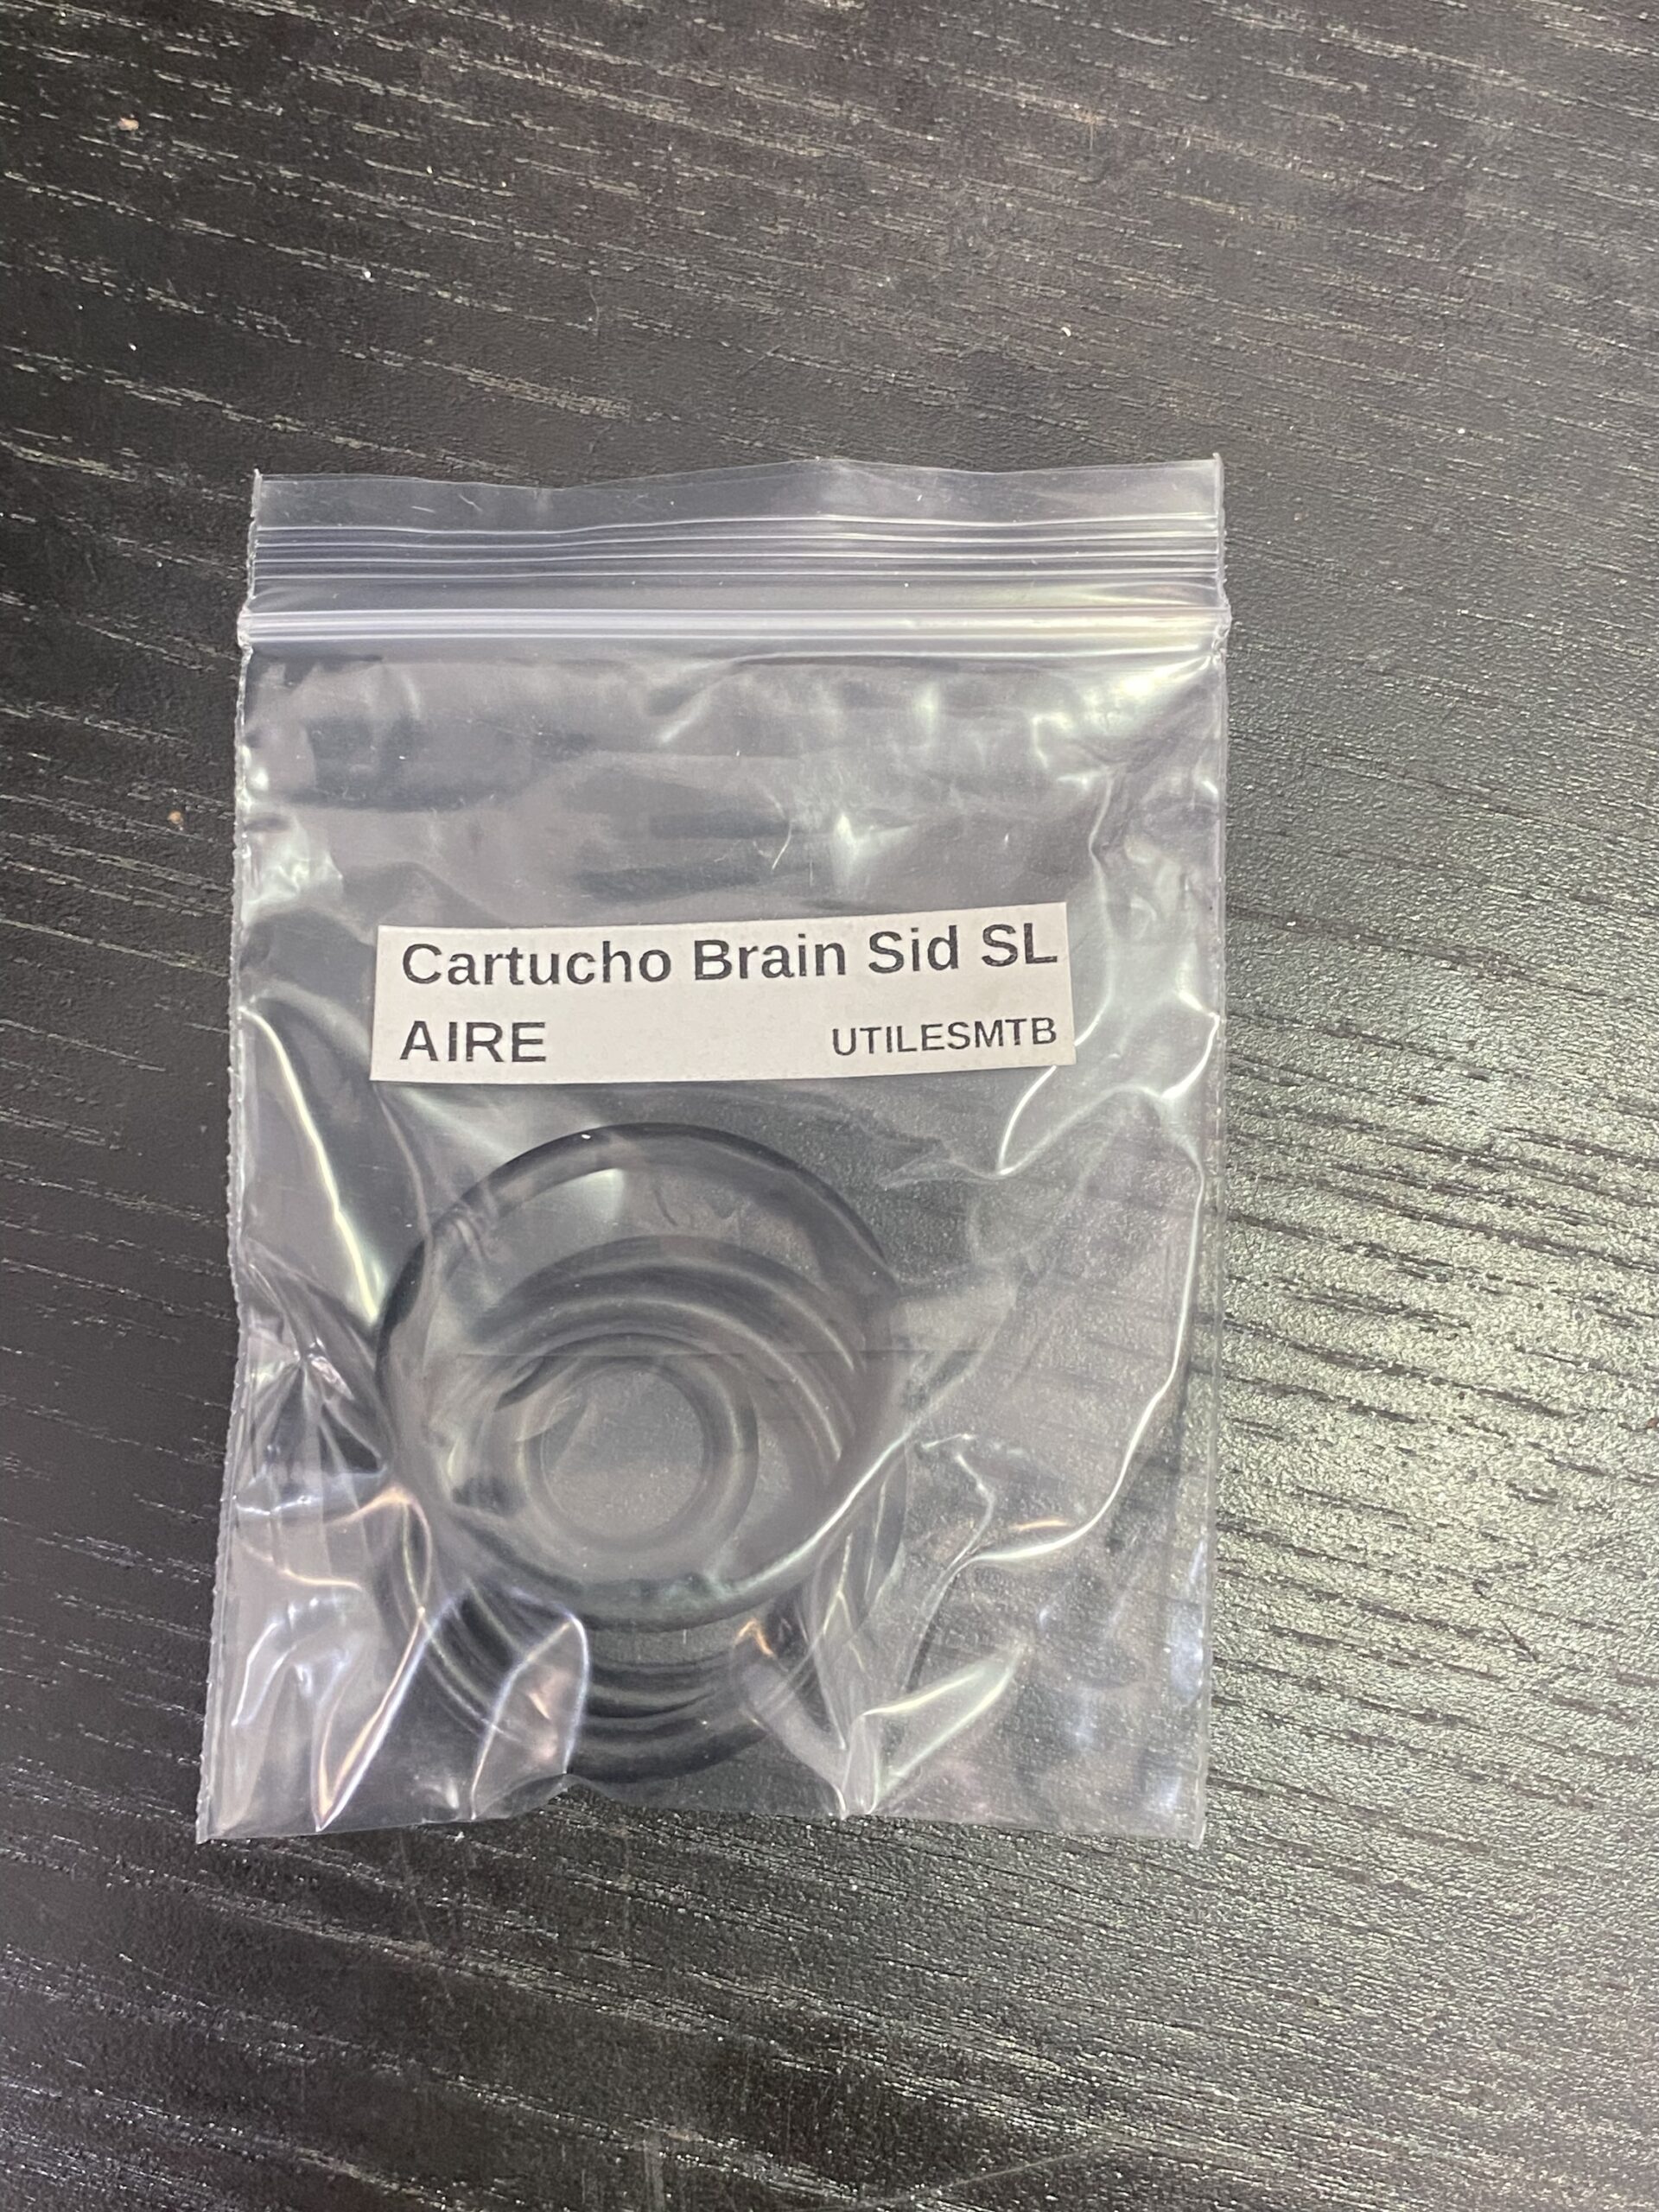 Cartucho Brain Sid SL
AIRE UTILESMTB